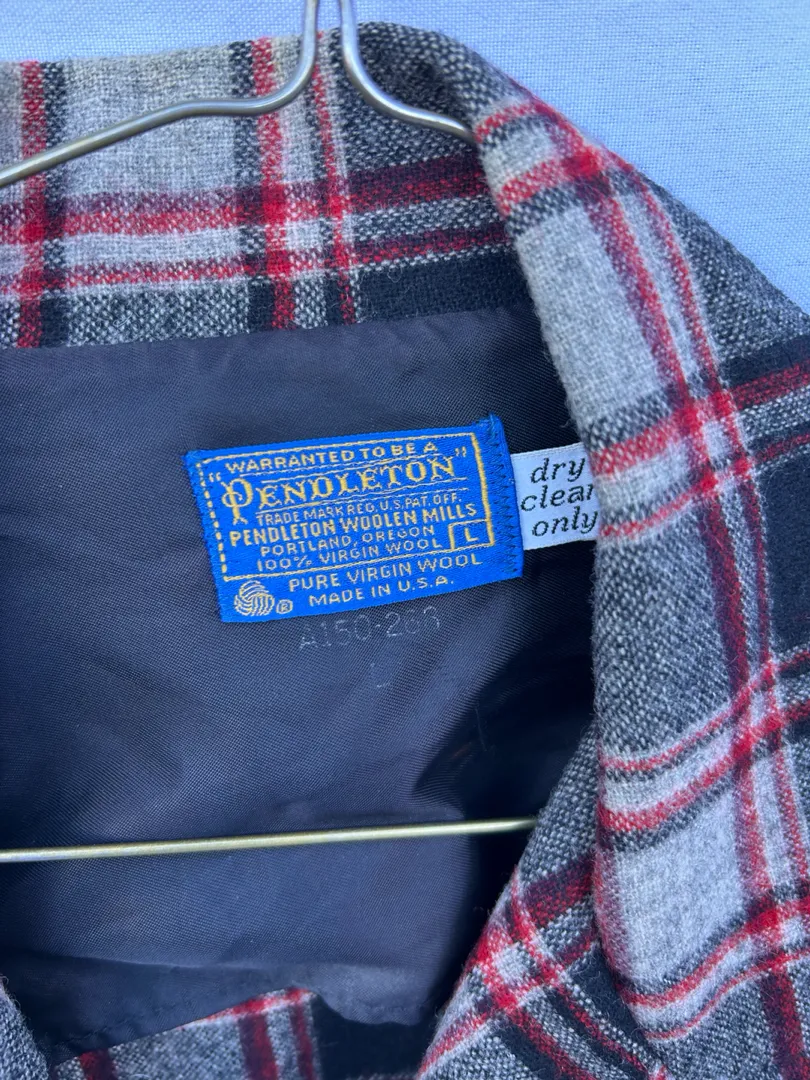 WARRANTED TO BE A
"PENDLETON"
TRADE MARK REG. U.S. PAT. OFF.
PENDLETON WOOLEN MILLS
PORTLAND, OREGON
100% VIRGIN WOOL L
PURE VIRGIN WOOL
® MADE IN U.S.A.
dry
clean
only
L